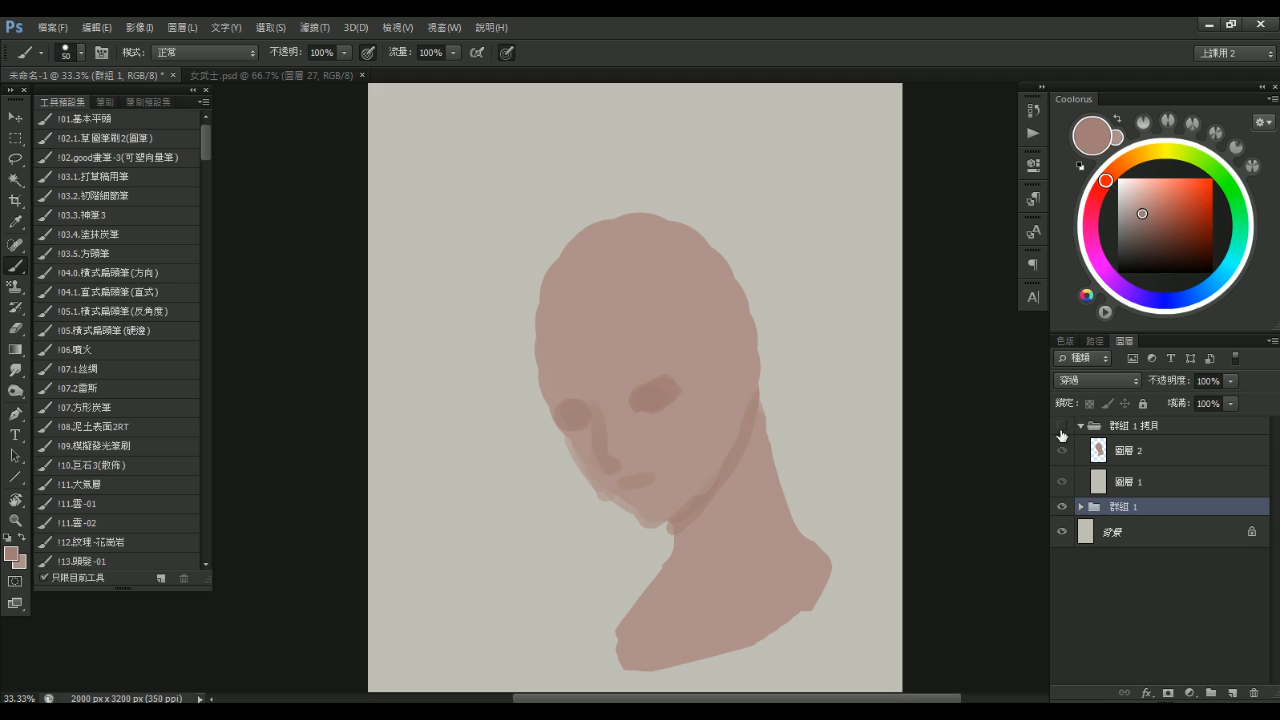 Ps 檔案(F) 編輯(E) 影像(I) 圖層(L) 文字(Y) 選取(S) 濾鏡(T) 3D(D) 檢視(V) 視窗(W) 說明(H)
50 模式: 正常 不透明: 100% 流量: 100% 上課用 2
未命名-1 @ 33.3% (群組 1, RGB/8) * × 女武士.psd @ 66.7% (圖層 27, RGB/8) ×
工具預設集 筆刷 筆刷預設集
!01.基本平頭
!02.1.草圖筆刷2(圓筆)
!02.good畫筆-3(可塑向量筆)
!03.1.打草稿用筆
!03.2.初階細節筆
!03.3.神筆3
!03.4.塗抹炭筆
!03.5.方頭筆
!04.0.橫式扁頭筆(方向)
!04.1.直式扁頭筆(直式)
!05.1.橫式扁頭筆(反角度)
!05.橫式扁頭筆(硬邊)
!06.噴火
!07.1絲綢
!07.2雷斯
!07.方形炭筆
!08.泥土表面2RT
!09.模擬發光筆刷
!10.巨石3(散佈)
!11.大氣層
!11.雲-01
!11.雲-02
!12.紋理-花崗岩
!13.頭髮-01
只限目前工具
Coolorus
色版 路徑 圖層
種類
穿過 不透明度: 100%
鎖定: 填滿: 100%
群組 1 拷貝
圖層 2
圖層 1
群組 1
背景
33.33% 2000 px x 3200 px (350 ppi)